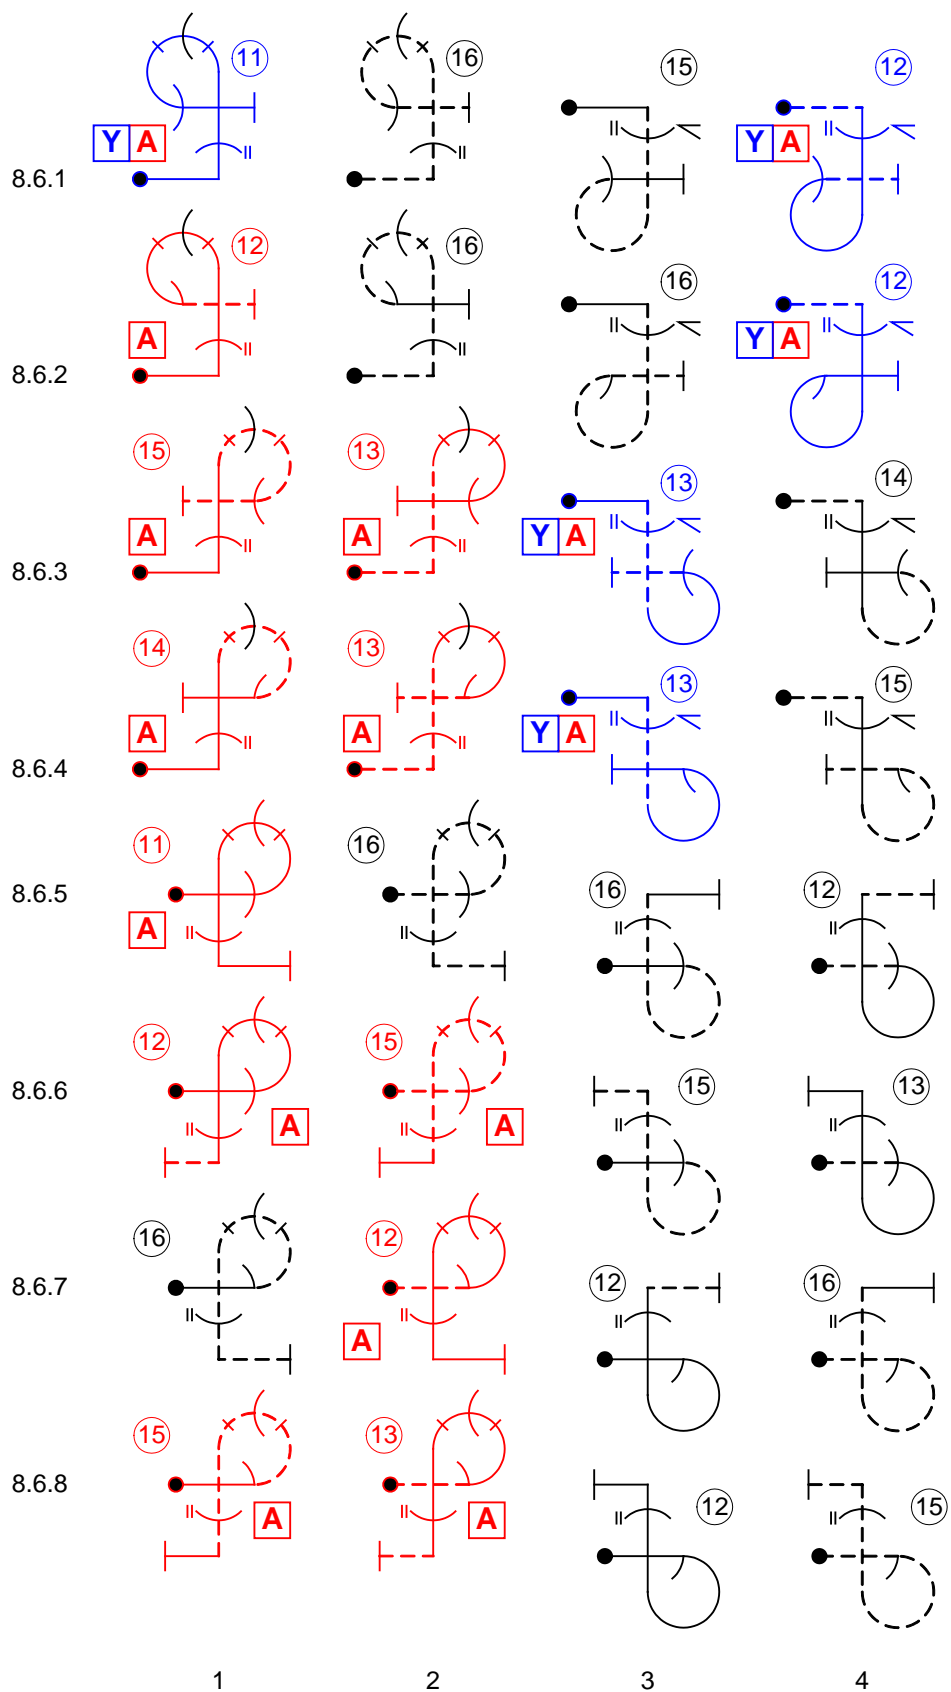 11 16 15 12
Y A Y A
8.6.1
12 16 16 12
A Y A
8.6.2
15 13 13 14
A A Y A
8.6.3
14 13 13 15
A A Y A
8.6.4
11 16 16 12
8.6.5
A
12 15 15 13
8.6.6
A A
16 12 12 16
8.6.7
A
15 13 12 15
8.6.8
A A
1 2 3 4